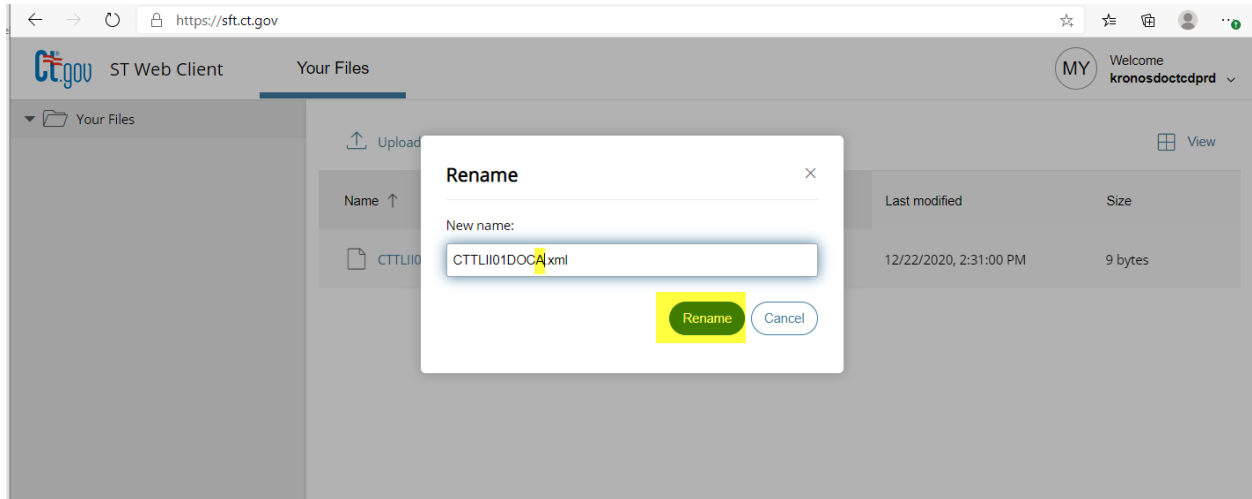 https://sft.ct.gov
Ct.gov ST Web Client Your Files MY Welcome
kronosdoctcdprd
Your Files
Upload View
Rename
Name Last modified Size
New name:
CTTLII01DOCA.xml
CTTLII0 12/22/2020, 2:31:00 PM 9 bytes
Rename Cancel